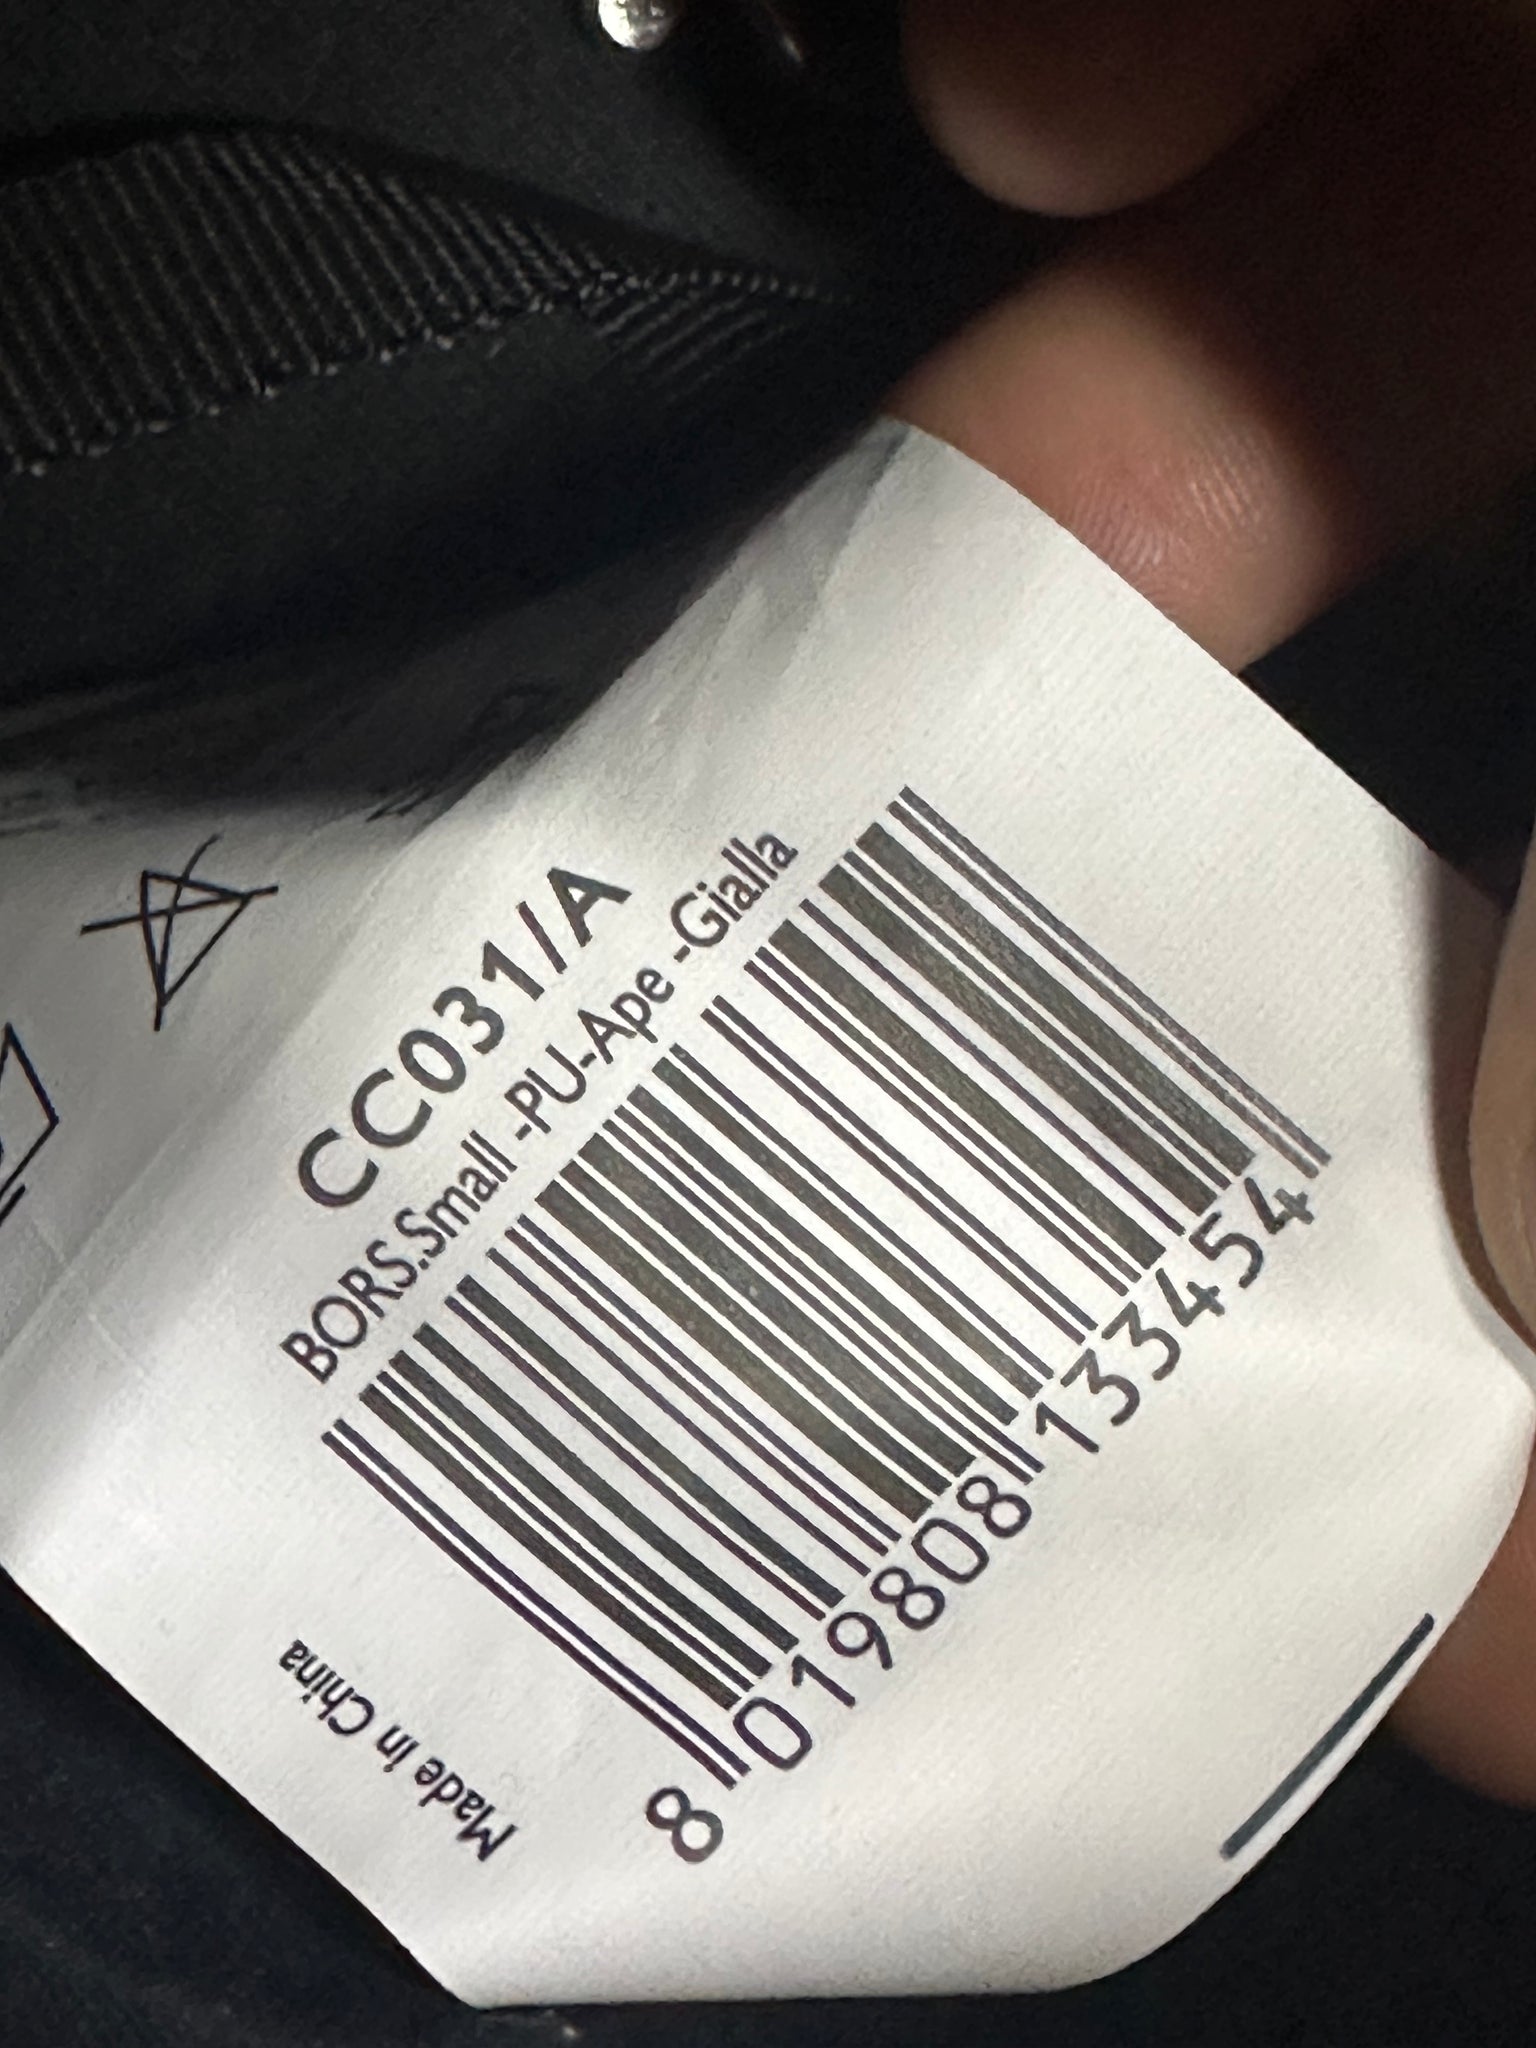 CC031/A
BORS.Small -PU-Ape -Gialla
8 019808 133454
Made in China